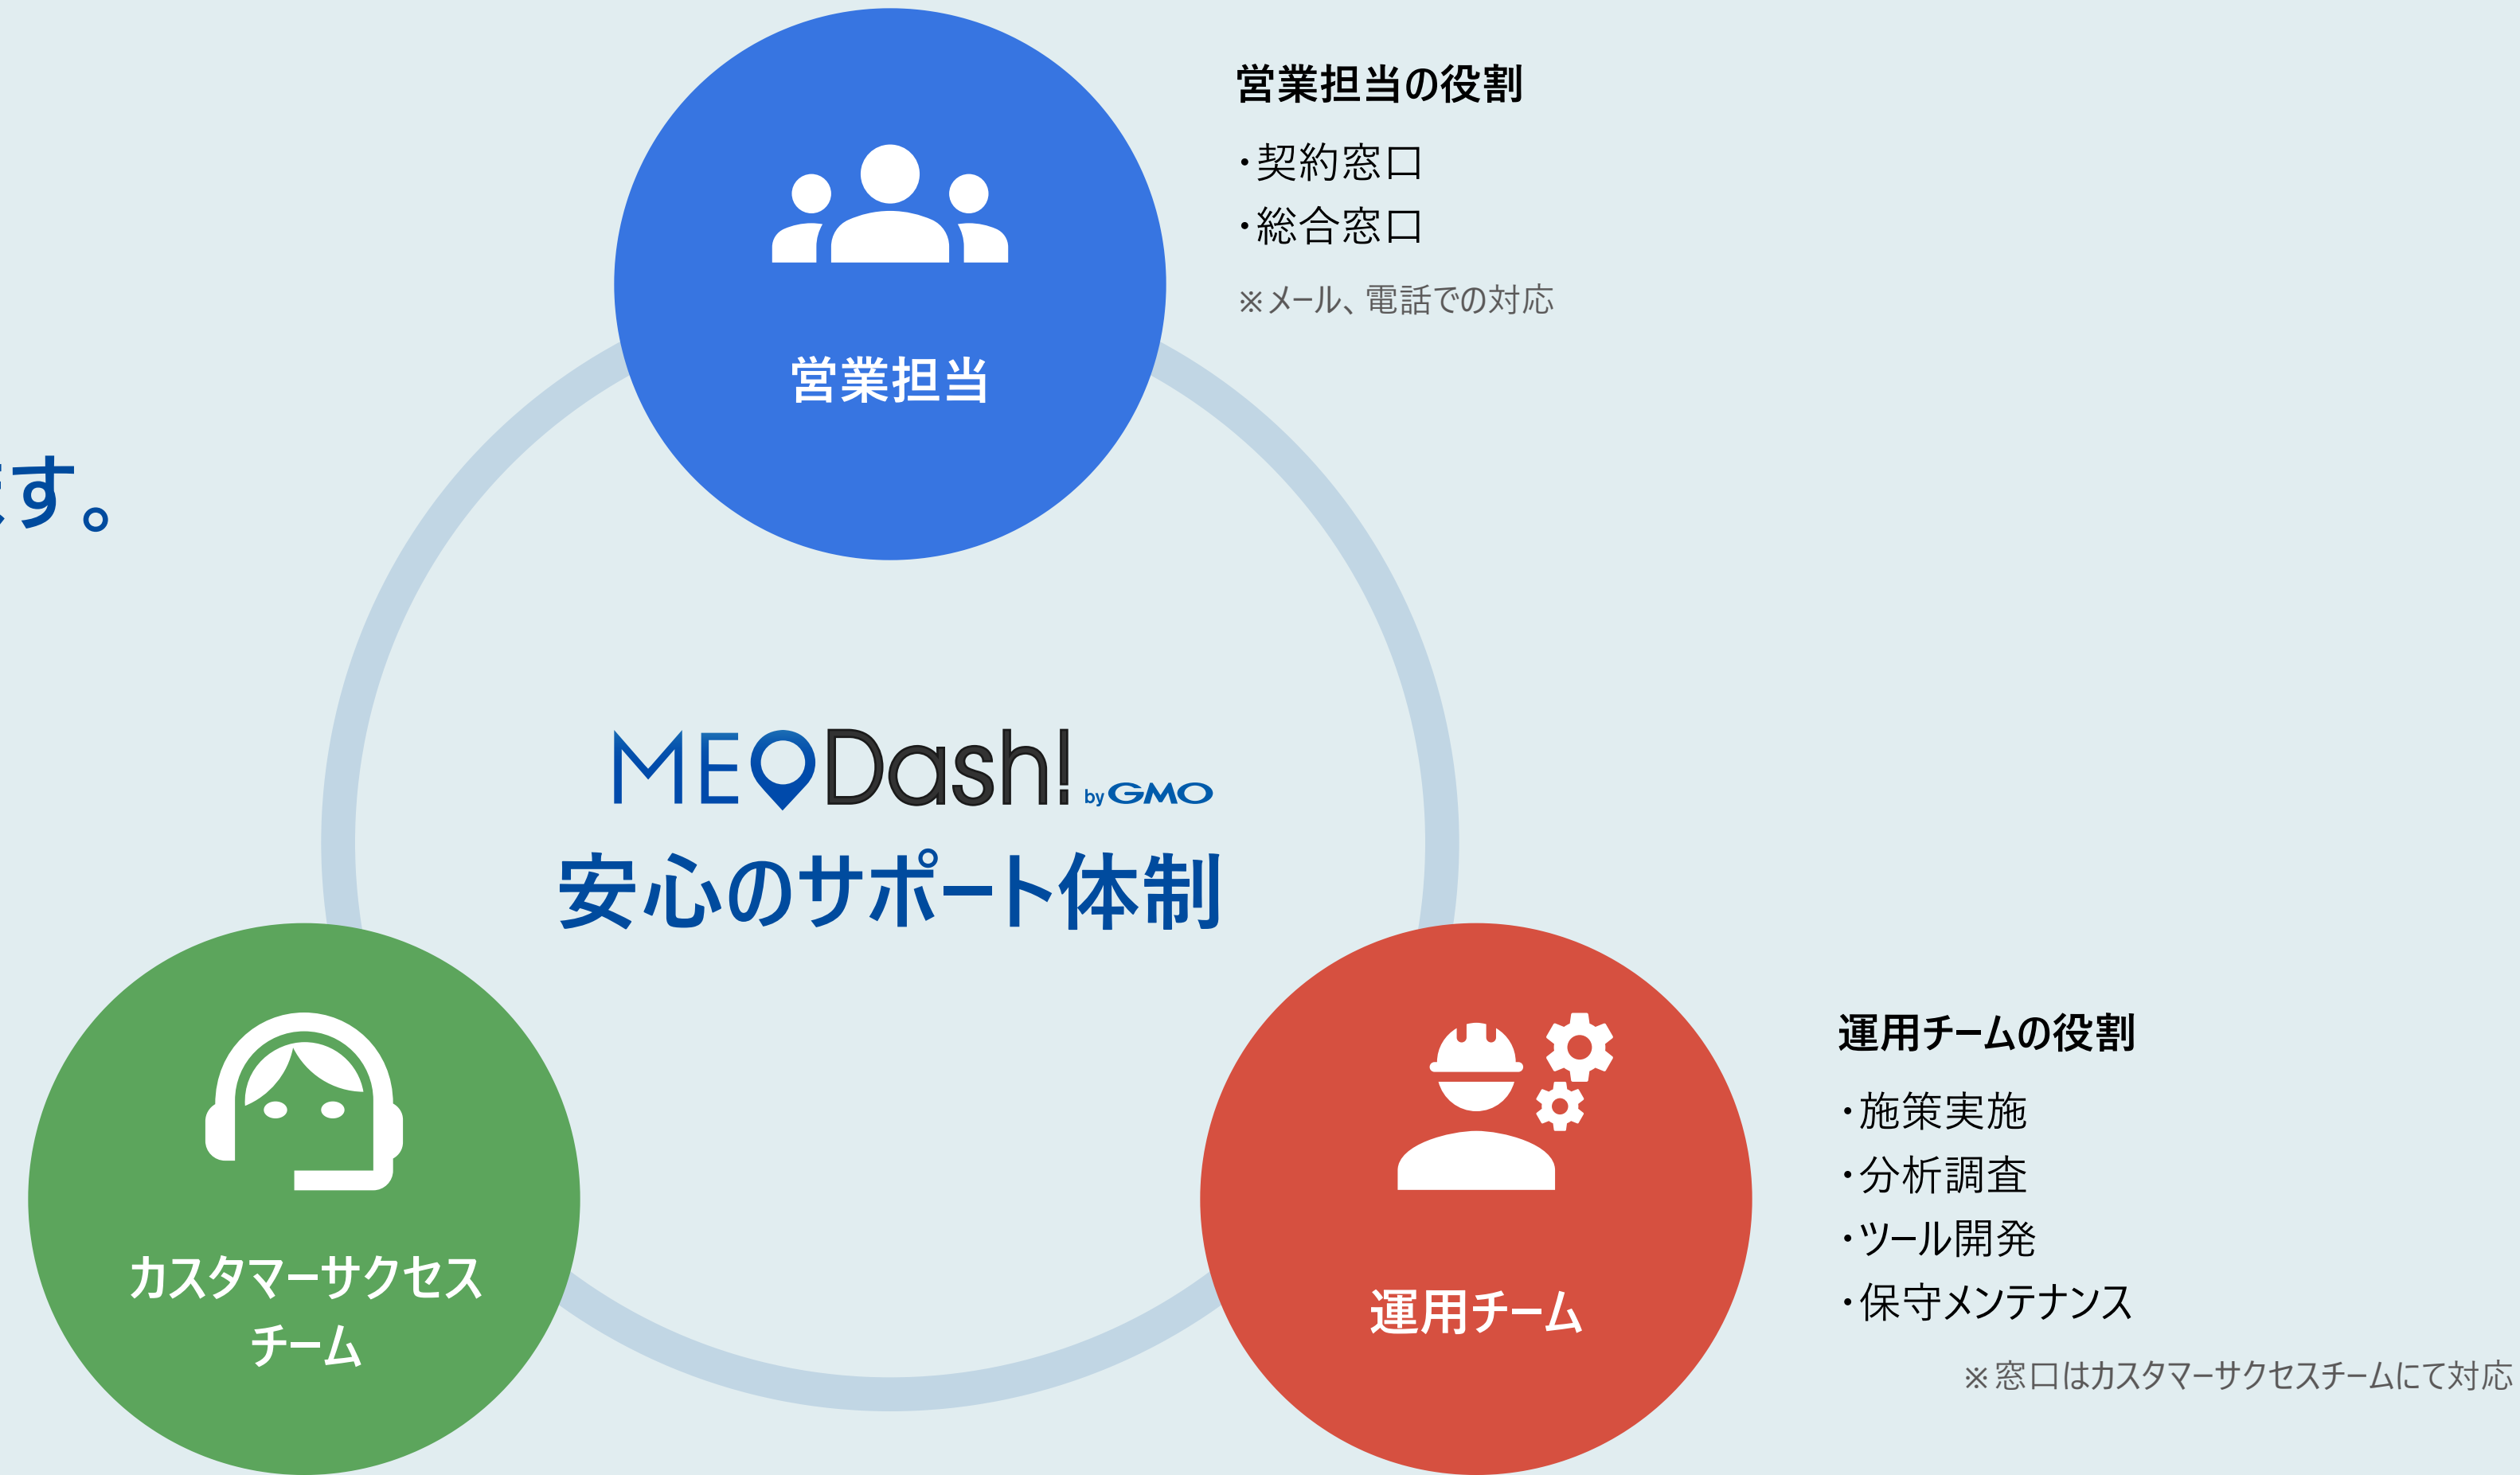 営業担当の役割
・契約窓口
・総合窓口
※メール、電話での対応
営業担当
す。
MEO Dash! by GMO
安心のサポート体制
カスタマーサクセス
チーム
運用チーム
運用チームの役割
・施策実施
・分析調査
・ツール開発
・保守メンテナンス
※窓口はカスタマーサクセスチームにて対応